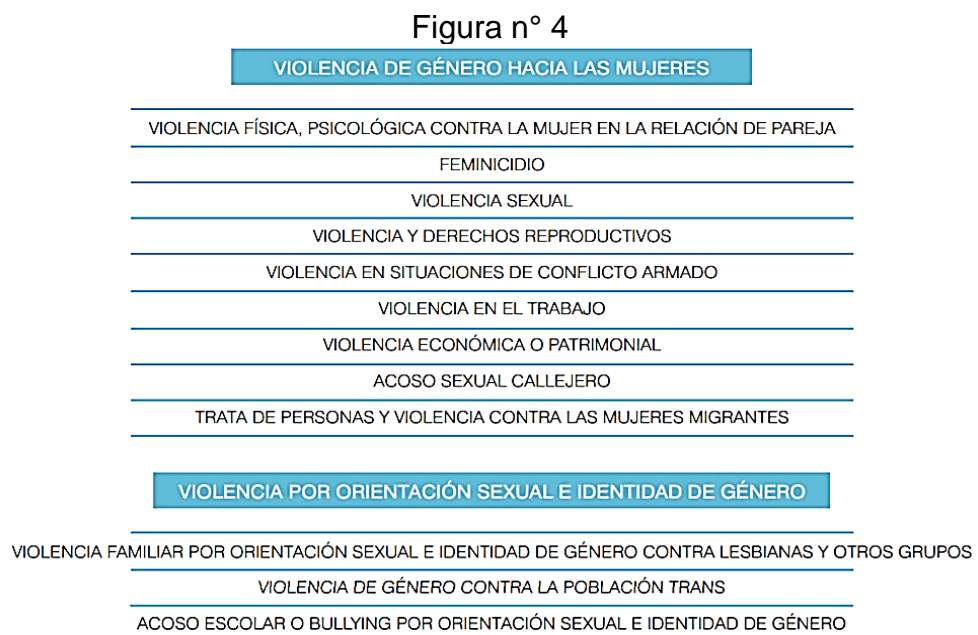 Figura n° 4
VIOLENCIA DE GÉNERO HACIA LAS MUJERES
VIOLENCIA FÍSICA, PSICOLÓGICA CONTRA LA MUJER EN LA RELACIÓN DE PAREJA
FEMINICIDIO
VIOLENCIA SEXUAL
VIOLENCIA Y DERECHOS REPRODUCTIVOS
VIOLENCIA EN SITUACIONES DE CONFLICTO ARMADO
VIOLENCIA EN EL TRABAJO
VIOLENCIA ECONÓMICA O PATRIMONIAL
ACOSO SEXUAL CALLEJERO
TRATA DE PERSONAS Y VIOLENCIA CONTRA LAS MUJERES MIGRANTES
VIOLENCIA POR ORIENTACIÓN SEXUAL E IDENTIDAD DE GÉNERO
VIOLENCIA FAMILIAR POR ORIENTACIÓN SEXUAL E IDENTIDAD DE GÉNERO CONTRA LESBIANAS Y OTROS GRUPOS
VIOLENCIA DE GÉNERO CONTRA LA POBLACIÓN TRANS
ACOSO ESCOLAR O BULLYING POR ORIENTACIÓN SEXUAL E IDENTIDAD DE GÉNERO